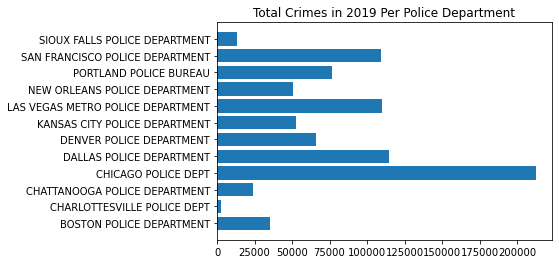 Total Crimes in 2019 Per Police Department
SIOUX FALLS POLICE DEPARTMENT
SAN FRANCISCO POLICE DEPARTMENT
PORTLAND POLICE BUREAU
NEW ORLEANS POLICE DEPARTMENT
LAS VEGAS METRO POLICE DEPARTMENT
KANSAS CITY POLICE DEPARTMENT
DENVER POLICE DEPARTMENT
DALLAS POLICE DEPARTMENT
CHICAGO POLICE DEPT
CHATTANOOGA POLICE DEPARTMENT
CHARLOTTESVILLE POLICE DEPT
BOSTON POLICE DEPARTMENT
0 25000 50000 75000 100000 125000 150000 175000 200000